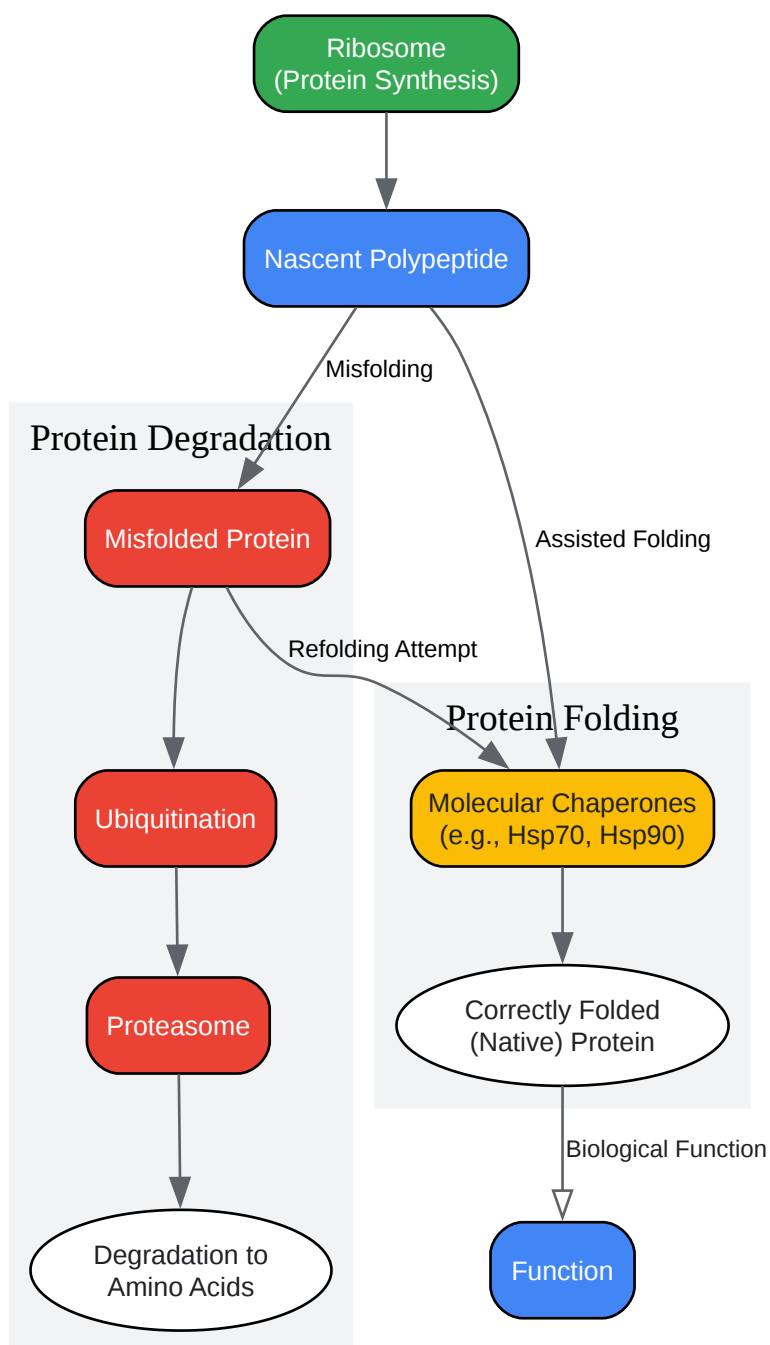 Ribosome
(Protein Synthesis)
Nascent Polypeptide
Misfolding
Protein Degradation
Misfolded Protein
Assisted Folding
Refolding Attempt
Protein Folding
Molecular Chaperones
(e.g., Hsp70, Hsp90)
Ubiquitination
Proteasome
Correctly Folded
(Native) Protein
Biological Function
Degradation to
Amino Acids
Function